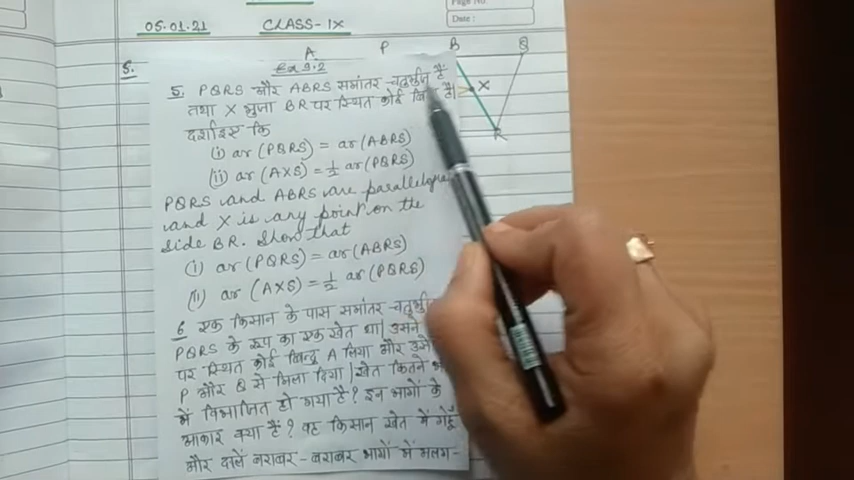 Page No.
Date :
05.01.21 CLASS-IX
A P B Q
5. Ex 9.2
X
5. PQRS और ABRS समांतर चतुर्भुज हैं
तथा X भुजा BR पर स्थित कोई है।
दर्शाइए कि
(i) ar (PQRS) = ar (ABRS)
(ii) ar (AXS) = 1/2 ar (PQRS)
PQRS and ABRS are
and X is any point on the
side BR. Show that
(i) ar (PQRS) = ar (ABRS)
(ii) ar (AXS) = 1/2 ar (PQRS)
6 एक किसान के पास समांतर
PQRS के रूप का एक खेत था। उसने
पर स्थित कोई बिन्दु A लिया और उसे
P और Q से मिला दिया। खेत कितने
में विभाजित हो गया है? इन भागों के
आकार क्या हैं? वह किसान खेत में गेहूँ
और दालें बराबर-बराबर भागों में अलग-